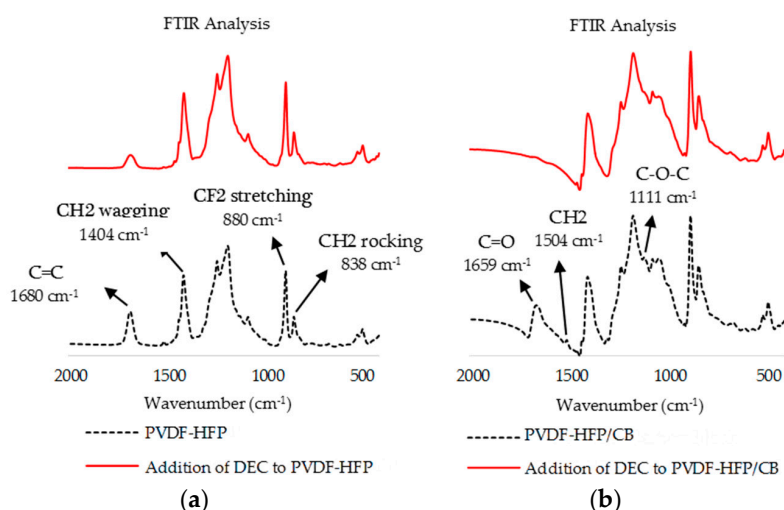 FTIR Analysis
CF2 stretching
880 cm-1
CH2 wagging
1404 cm-1
CH2 rocking
838 cm-1
C=C
1680 cm-1
2000 1500 1000 500
Wavenumber (cm-1)
PVDF-HFP
Addition of DEC to PVDF-HFP
(a)
FTIR Analysis
C-O-C
1111 cm-1
CH2
1504 cm-1
C=O
1659 cm-1
2000 1500 1000 500
Wavenumber (cm-1)
PVDF-HFP/CB
Addition of DEC to PVDF-HFP/CB
(b)